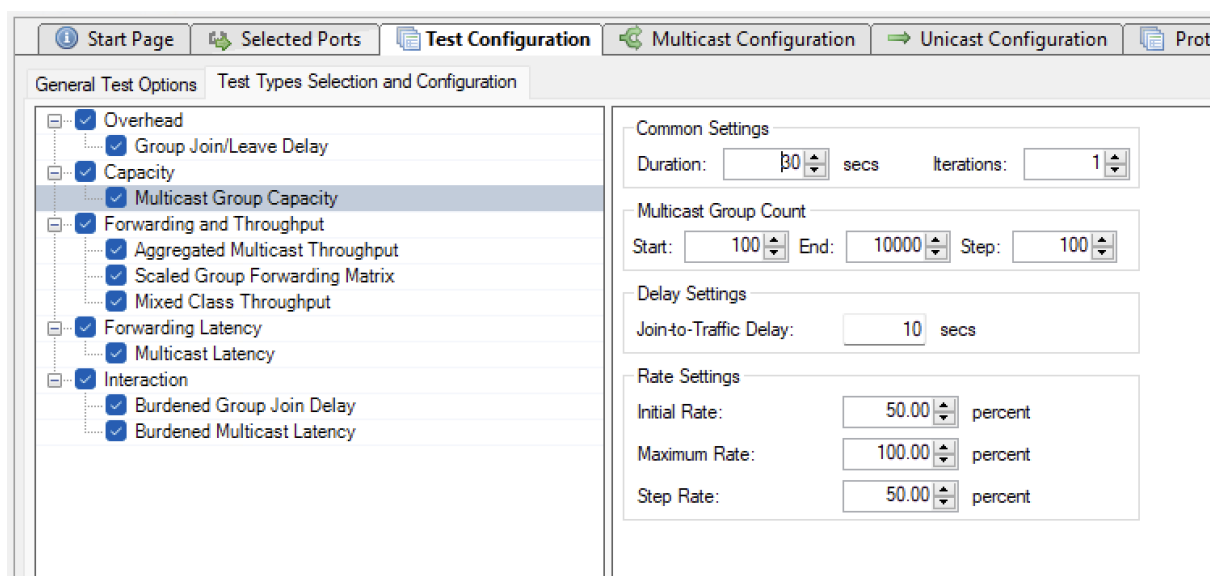 Start Page Selected Ports Test Configuration Multicast Configuration Unicast Configuration Prot
General Test Options Test Types Selection and Configuration
Overhead
Group Join/Leave Delay
Capacity
Multicast Group Capacity
Forwarding and Throughput
Aggregated Multicast Throughput
Scaled Group Forwarding Matrix
Mixed Class Throughput
Forwarding Latency
Multicast Latency
Interaction
Burdened Group Join Delay
Burdened Multicast Latency
Common Settings
Duration: 30 secs Iterations: 1
Multicast Group Count
Start: 100 End: 10000 Step: 100
Delay Settings
Join-to-Traffic Delay: 10 secs
Rate Settings
Initial Rate: 50.00 percent
Maximum Rate: 100.00 percent
Step Rate: 50.00 percent